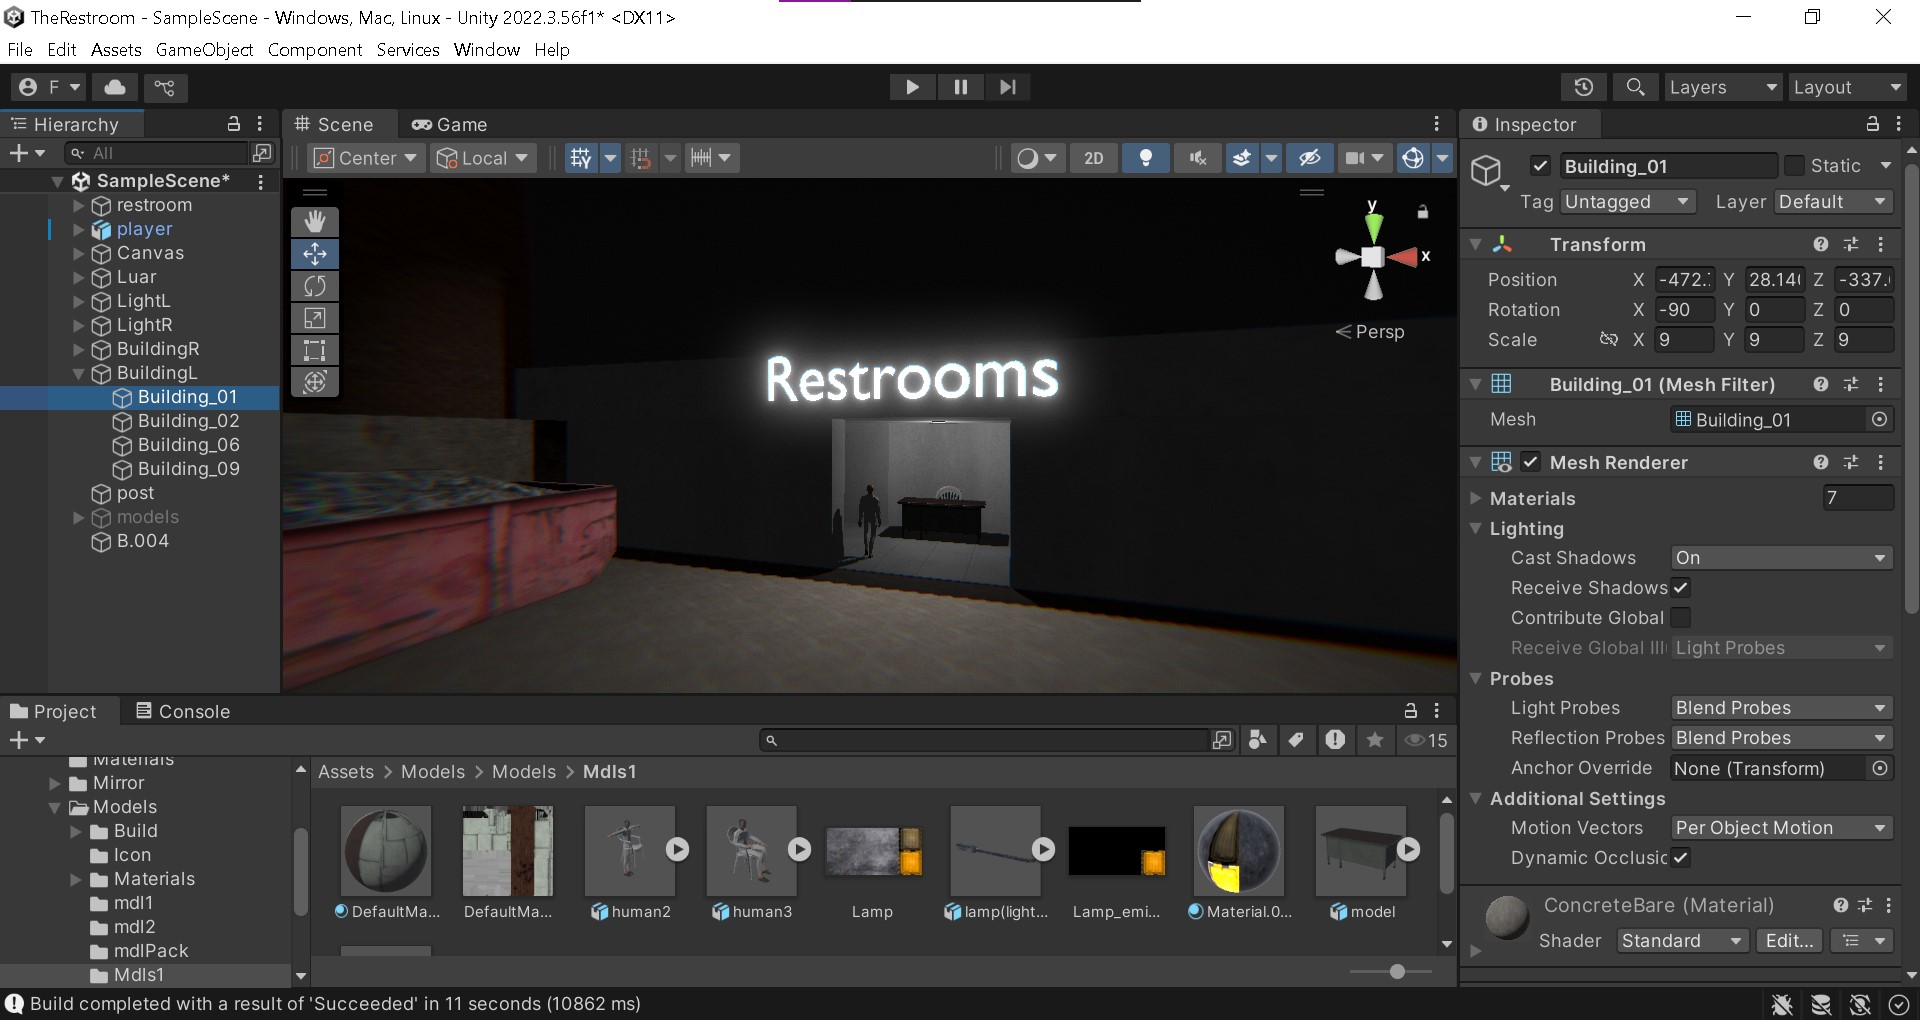 TheRestroom - SampleScene - Windows, Mac, Linux - Unity 2022.3.56f1* <DX11>
File Edit Assets GameObject Component Services Window Help
F
Layers Layout
Hierarchy
All
SampleScene*
restroom
player
Canvas
Luar
LightL
LightR
BuildingR
BuildingL
Building_01
Building_02
Building_06
Building_09
post
models
B.004
Scene Game
Center Local 2D
y
x
Persp
Restrooms
Inspector
Building_01 Static
Tag Untagged Layer Default
Transform
Position X -472. Y 28.14 Z -337.
Rotation X -90 Y 0 Z 0
Scale X 9 Y 9 Z 9
Building_01 (Mesh Filter)
Mesh Building_01
Mesh Renderer
Materials 7
Lighting
Cast Shadows On
Receive Shadows
Contribute Global
Receive Global Ill Light Probes
Probes
Light Probes Blend Probes
Reflection Probes Blend Probes
Anchor Override None (Transform)
Additional Settings
Motion Vectors Per Object Motion
Dynamic Occlusic
ConcreteBare (Material)
Shader Standard Edit...
Project Console
15
Materials
Mirror
Models
Build
Icon
Materials
mdl1
mdl2
mdlPack
Mdls1
Assets > Models > Models > Mdls1
DefaultMa... DefaultMa... human2 human3 Lamp lamp(light... Lamp_emi... Material.0... model
Build completed with a result of 'Succeeded' in 11 seconds (10862 ms)